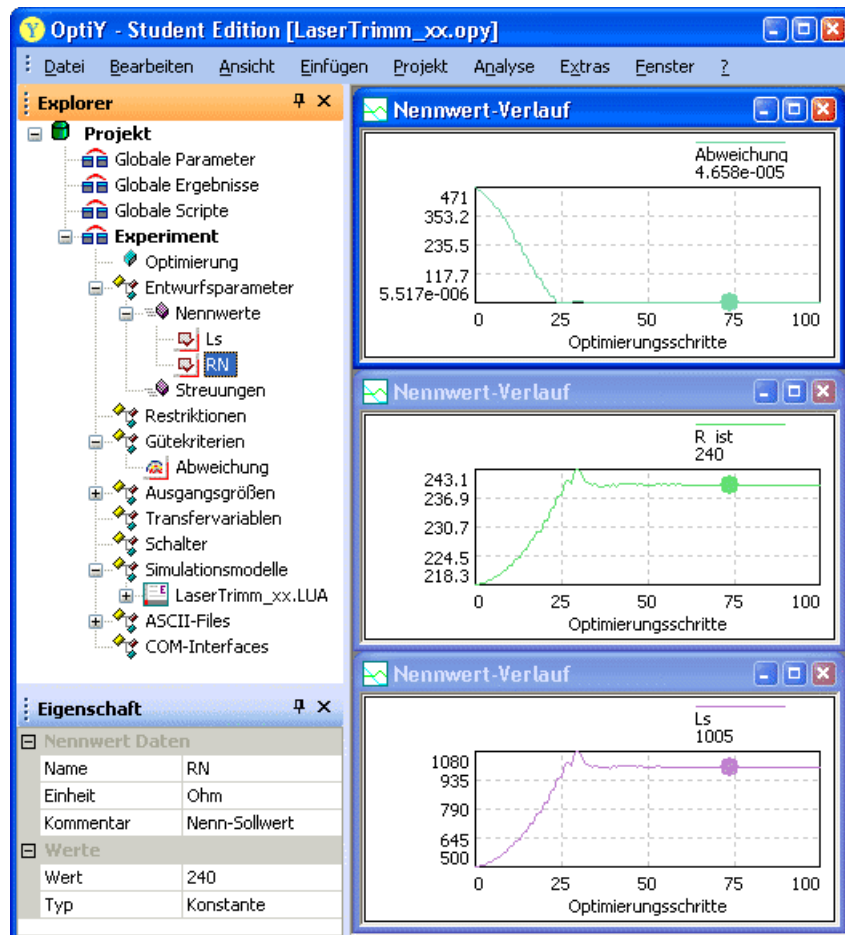 OptiY - Student Edition [LaserTrimm_xx.opy]
Datei Bearbeiten Ansicht Einfügen Projekt Analyse Extras Fenster ?
Explorer
Projekt
Globale Parameter
Globale Ergebnisse
Globale Scripte
Experiment
Optimierung
Entwurfsparameter
Nennwerte
Ls
RN
Streuungen
Restriktionen
Gütekriterien
Abweichung
Ausgangsgrößen
Transfervariablen
Schalter
Simulationsmodelle
LaserTrimm_xx.LUA
ASCII-Files
COM-Interfaces
Eigenschaft
Nennwert Daten
Name RN
Einheit Ohm
Kommentar Nenn-Sollwert
Werte
Wert 240
Typ Konstante
Nennwert-Verlauf
Abweichung
4.658e-005
471
353.2
235.5
117.7
5.517e-006
0 25 50 75 100
Optimierungsschritte
Nennwert-Verlauf
R_ist
240
243.1
236.9
230.7
224.5
218.3
0 25 50 75 100
Optimierungsschritte
Nennwert-Verlauf
Ls
1005
1080
935
790
645
500
0 25 50 75 100
Optimierungsschritte